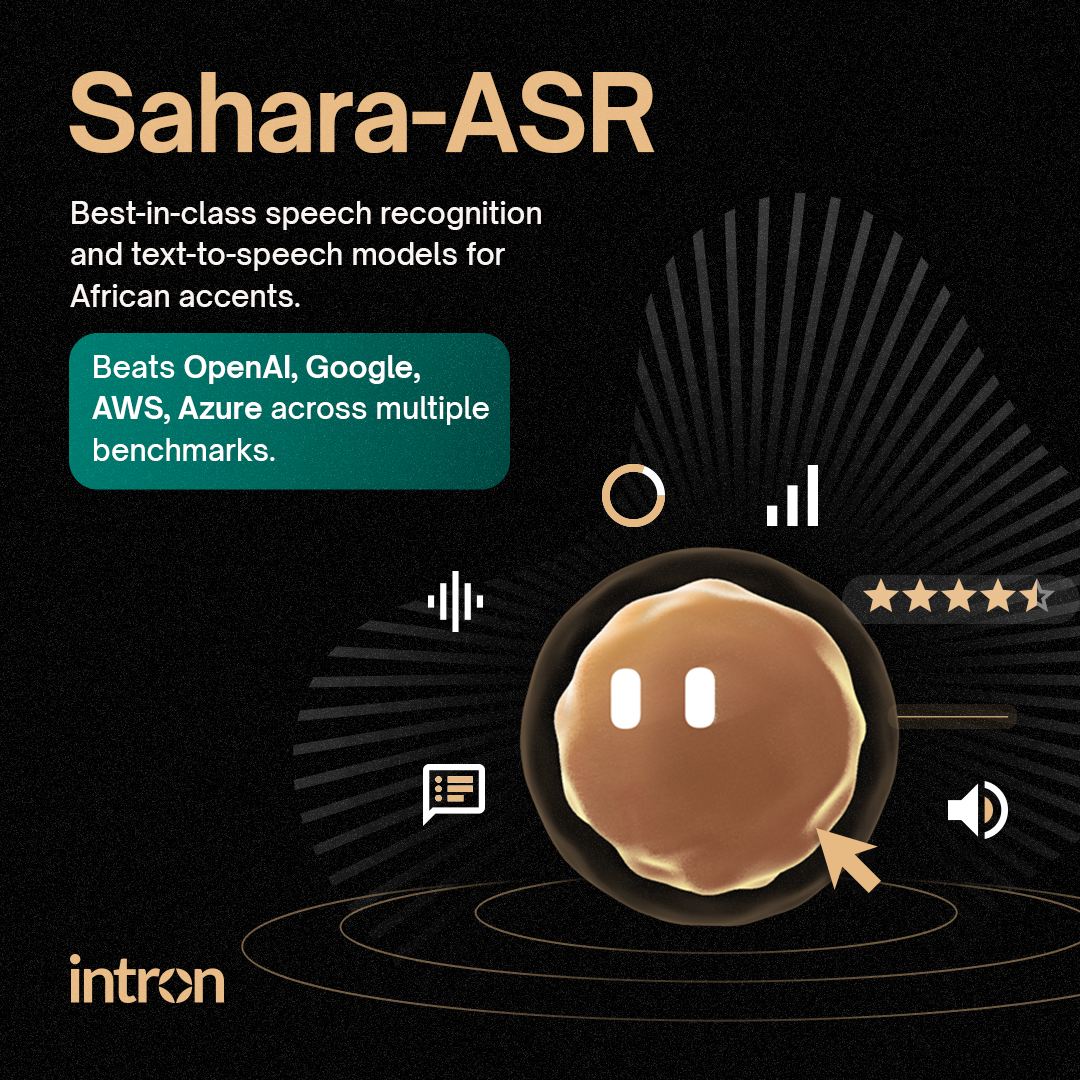 Sahara-ASR
Best-in-class speech recognition
and text-to-speech models for
African accents.
Beats OpenAI, Google,
AWS, Azure across multiple
benchmarks.
intron